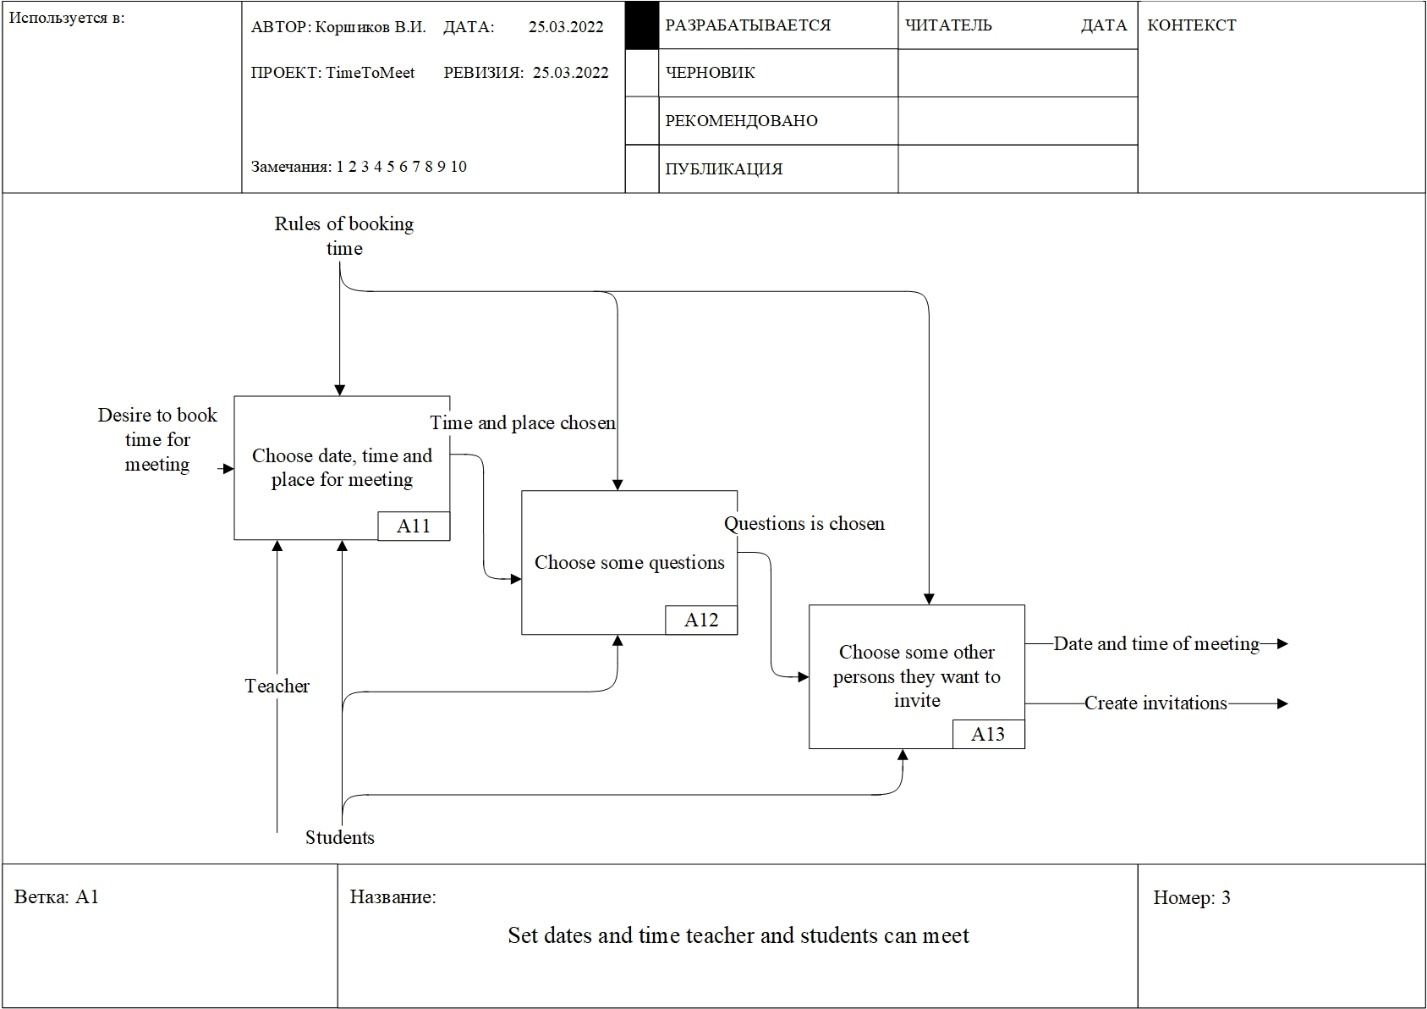 Используется в:
АВТОР: Коршиков В.И. ДАТА: 25.03.2022
ПРОЕКТ: TimeToMeet РЕВИЗИЯ: 25.03.2022
Замечания: 1 2 3 4 5 6 7 8 9 10
РАЗРАБАТЫВАЕТСЯ
ЧЕРНОВИК
РЕКОМЕНДОВАНО
ПУБЛИКАЦИЯ
ЧИТАТЕЛЬ ДАТА
КОНТЕКСТ
Rules of booking
time
Desire to book
time for
meeting
Choose date, time and
place for meeting
A11
Time and place chosen
Choose some questions
A12
Questions is chosen
Choose some other
persons they want to
invite
A13
Date and time of meeting
Create invitations
Teacher
Students
Ветка: A1
Название:
Set dates and time teacher and students can meet
Номер: 3